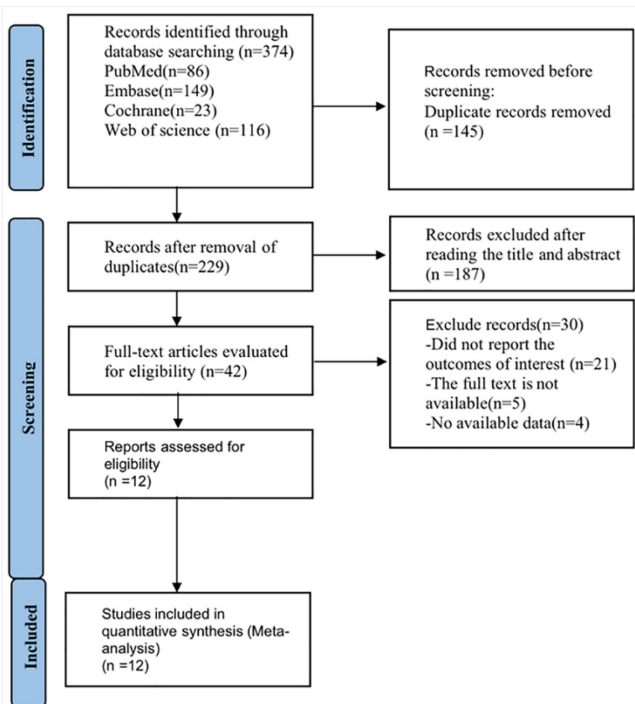 Identification
Records identified through
database searching (n=374)
PubMed(n=86)
Embase(n=149)
Cochrane(n=23)
Web of science (n=116)
Records removed before
screening:
Duplicate records removed
(n =145)
Screening
Records after removal of
duplicates(n=229)
Records excluded after
reading the title and abstract
(n =187)
Full-text articles evaluated
for eligibility (n=42)
Exclude records(n=30)
-Did not report the
outcomes of interest (n=21)
-The full text is not
available(n=5)
-No available data(n=4)
Reports assessed for
eligibility
(n =12)
Included
Studies included in
quantitative synthesis (Meta-
analysis)
(n =12)